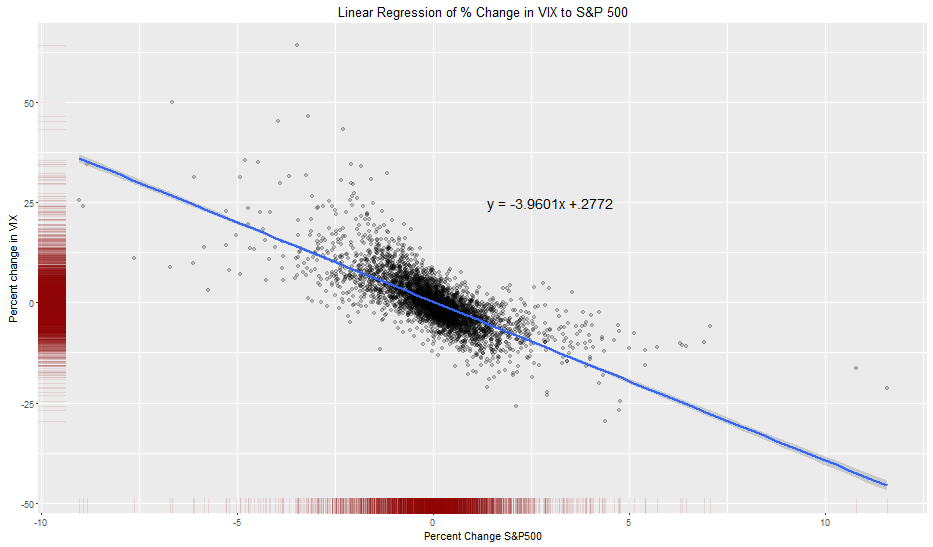 Linear Regression of % Change in VIX to S&P 500
50
25
0
-25
-50
Percent change in VIX
y = -3.9601x +.2772
-10
-5
0
5
10
Percent Change S&P500